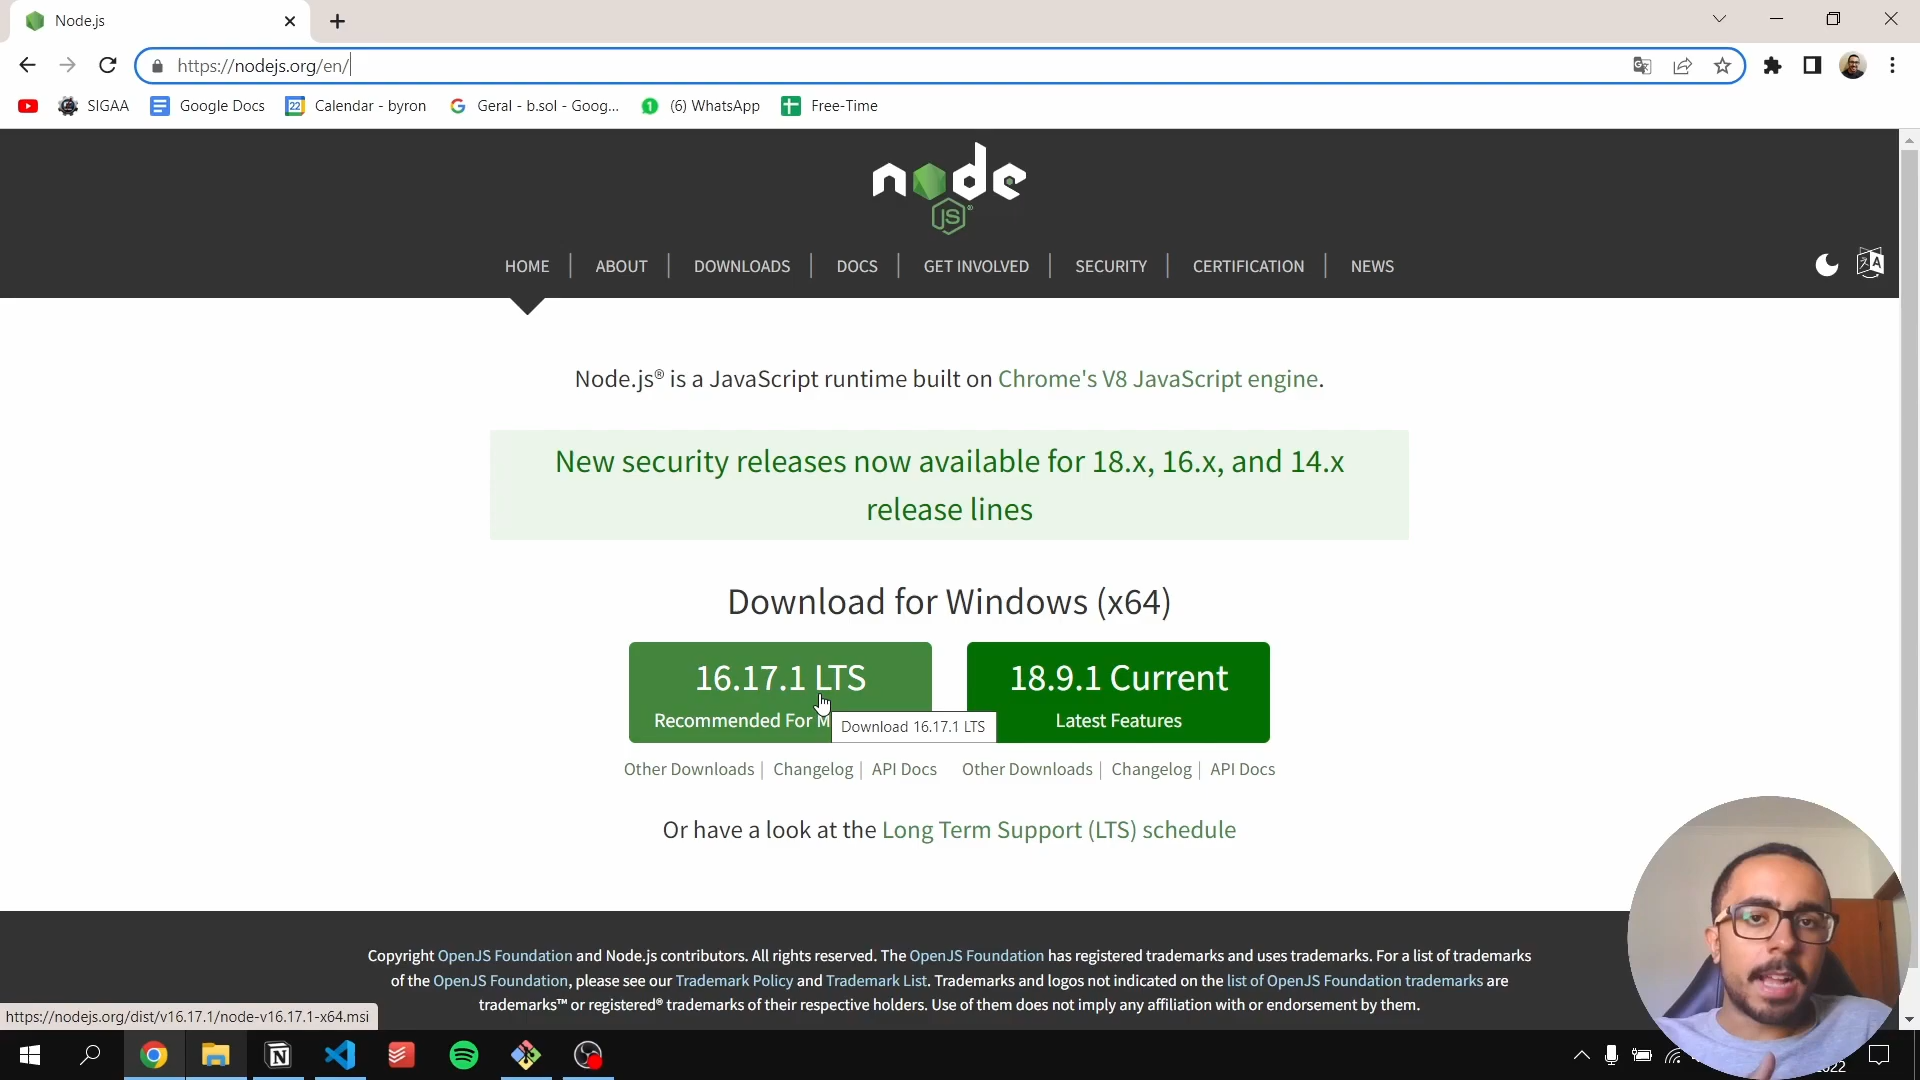 Node.js
https://nodejs.org/en/
SIGAA
Google Docs
22
Calendar - byron
Geral - b.sol - Goog...
1
(6) WhatsApp
Free-Time
node
JS
HOME
ABOUT
DOWNLOADS
DOCS
GET INVOLVED
SECURITY
CERTIFICATION
NEWS
Node.js® is a JavaScript runtime built on Chrome's V8 JavaScript engine.
New security releases now available for 18.x, 16.x, and 14.x
release lines
Download for Windows (x64)
16.17.1 LTS
Recommended For M
Download 16.17.1 LTS
18.9.1 Current
Latest Features
Other Downloads | Changelog | API Docs
Other Downloads | Changelog | API Docs
Or have a look at the Long Term Support (LTS) schedule
Copyright OpenJS Foundation and Node.js contributors. All rights reserved. The OpenJS Foundation has registered trademarks and uses trademarks. For a list of trademarks
of the OpenJS Foundation, please see our Trademark Policy and Trademark List. Trademarks and logos not indicated on the list of OpenJS Foundation trademarks are
trademarks™ or registered® trademarks of their respective holders. Use of them does not imply any affiliation with or endorsement by them.
https://nodejs.org/dist/v16.17.1/node-v16.17.1-x64.msi